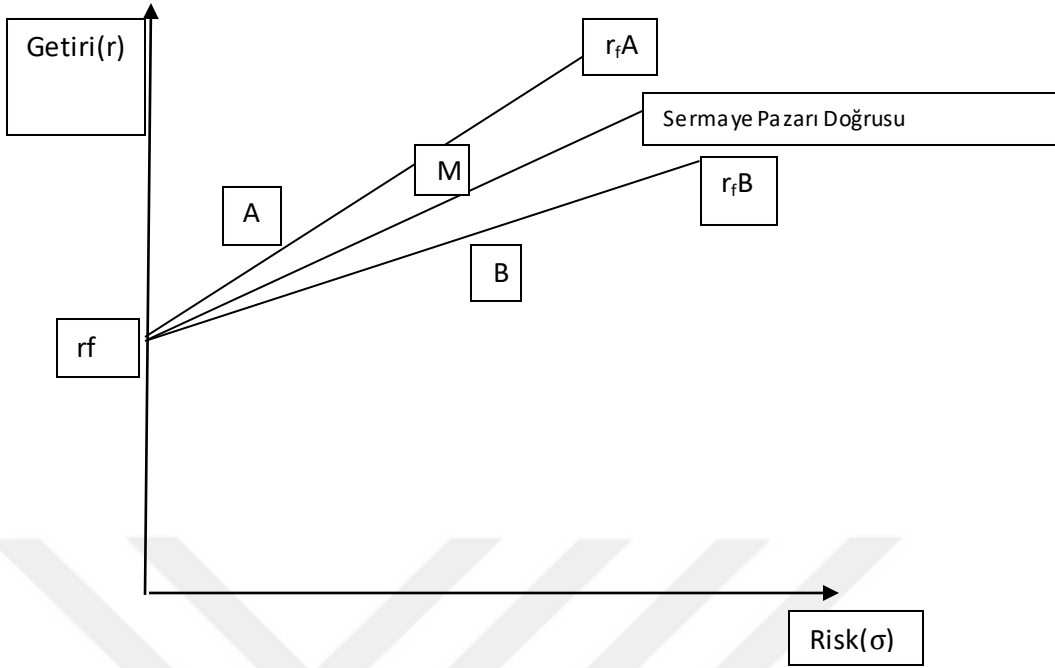 Getiri(r)
rfA
Sermaye Pazarı Doğrusu
M
rfB
A
B
rf
Risk(σ)